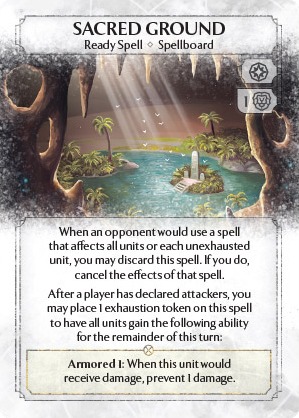 SACRED GROUND
Ready Spell ◇ Spellboard
1
When an opponent would use a spell
that affects all units or each unexhausted
unit, you may discard this spell. If you do,
cancel the effects of that spell.
After a player has declared attackers, you
may place 1 exhaustion token on this spell
to have all units gain the following ability
for the remainder of this turn:
Armored 1: When this unit would
receive damage, prevent 1 damage.